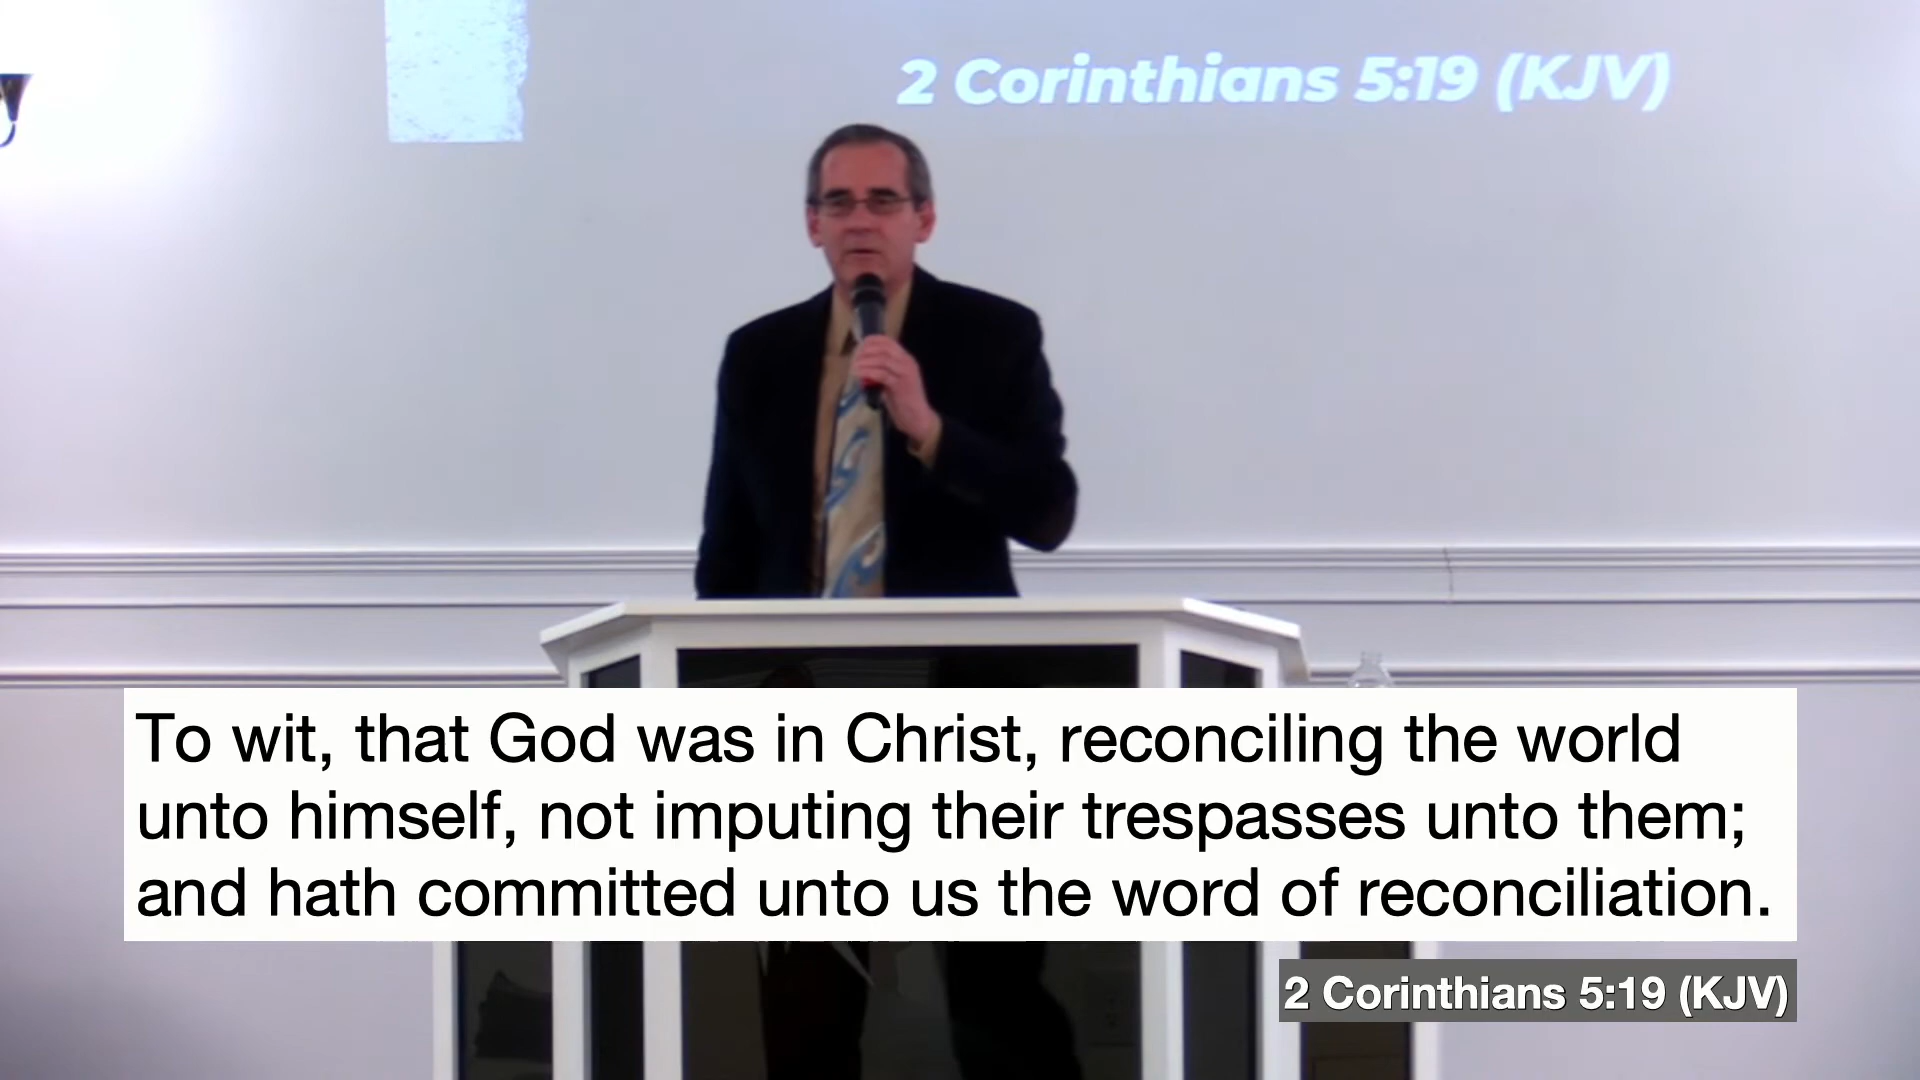 2 Corinthians 5:19 (KJV)
To wit, that God was in Christ, reconciling the world
unto himself, not imputing their trespasses unto them;
and hath committed unto us the word of reconciliation.
2 Corinthians 5:19 (KJV)